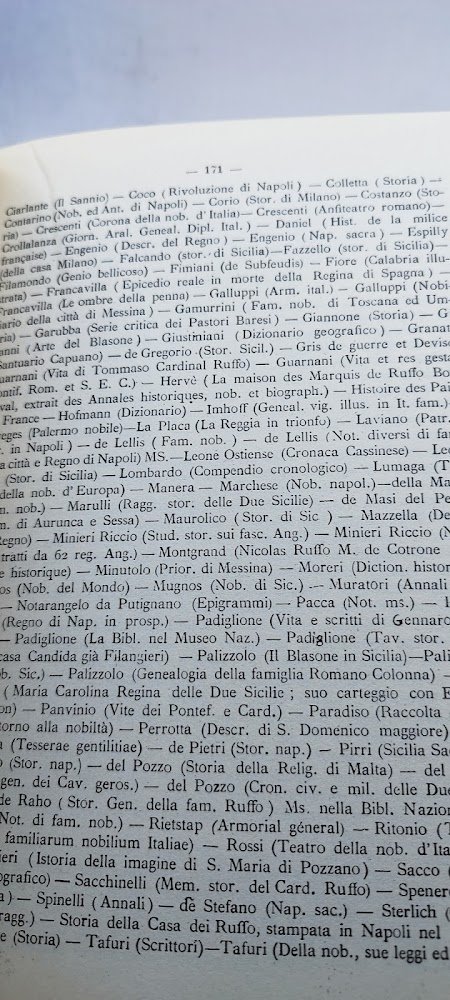 — 171 —
Ciarlante (Il Sannio) — Coco (Rivoluzione di Napoli) — Colletta (Storia) —
Contarino (Nob. ed Ant. di Napoli) — Corio (Stor. di Milano) — Costanzo (Sto-
ria) — Crescenti (Corona della nob. d' Italia) — Crescenti (Anfiteatro romano) —
Crollalanza (Giorn. Aral. Geneal. Dipl. Ital.) — Daniel (Hist. de la milice
française) — Engenio (Descr. del Regno) — Engenio (Nap. sacra) — Espilly
(della casa Milano) — Falcando (stor. di Sicilia) — Fazzello (stor. di Sicilia) —
Filamondo (Genio bellicoso) — Fimiani (de Subfeudis) — Fiore (Calabria illu-
strata) — Francavilla (Epicedio reale in morte della Regina di Spagna) —
Francavilla (Le ombre della penna) — Galluppi (Arm. ital.) — Galluppi (Nobi-
liario della città di Messina) — Gamurrini (Fam. nob. di Toscana ed Um-
ria) — Garubba (Serie critica dei Pastori Baresi) — Giannone (Storia) — G
anni (Arte del Blasone) — Giustiniani (Dizionario geografico) — Granat
Santuario Capuano) — de Gregorio (Stor. Sicil.) — Gris de guerre et Devise
Guarnani (Vita di Tommaso Cardinal Ruffo) — Guarnani (Vita et res gesta
ontif. Rom. et S. E. C.) — Hervè (La maison des Marquis de Ruffo Bo
val, extrait des Annales historiques, nob. et biograph.) — Histoire des Pai
France — Hofmann (Dizionario) — Imhoff (Geneal. vig. illus. in It. fam.)
reges (Palermo nobile) — La Placa (La Reggia in trionfo) — Laviano (Patr.
in Napoli) — de Lellis (Fam. nob.) — de Lellis (Not. diversi di fam
a città e Regno di Napoli) MS. — Leone Ostiense (Cronaca Cassinese) — Leo
(Stor. di Sicilia) — Lombardo (Compendio cronologico) — Lumaga (T
della nob. d' Europa) — Manera — Marchese (Nob. napol.) — della Ma
n. nob.) — Marulli (Ragg. stor. delle Due Sicilie) — de Masi del Pe
m. di Aurunca e Sessa) — Maurolico (Stor. di Sic) — Mazzella (De
Regno) — Minieri Riccio (Stud. stor. sui fasc. Ang.) — Minieri Riccio (N
tratti da 62 reg. Ang.) — Montgrand (Nicolas Ruffo M. de Cotrone
e historique) — Minutolo (Prior. di Messina) — Moreri (Diction. histor
os (Nob. del Mondo) — Mugnos (Nob. di Sic.) — Muratori (Annali
— Notarangelo da Putignano (Epigrammi) — Pacca (Not. ms.) —
(Regno di Nap. in prosp.) — Padiglione (Vita e scritti di Gennaro
— Padiglione (La Bibl. nel Museo Naz.) — Padiglione (Tav. stor.
casa Candida già Filangieri) — Palizzolo (Il Blasone in Sicilia) — Pali
ob. Sic.) — Palizzolo (Genealogia della famiglia Romano Colonna) —
(Maria Carolina Regina delle Due Sicilie; suo carteggio con E
on) — Panvinio (Vite dei Pontef. e Card.) — Paradiso (Raccolta
torno alla nobiltà) — Perrotta (Descr. di S. Domenico maggiore)
a (Tesserae gentilitiae) — de Pietri (Stor. nap.) — Pirri (Sicilia Sac
o (Stor. nap.) — del Pozzo (Storia della Relig. di Malta) — del
gen. dei Cav. geros.) — del Pozzo (Cron. civ. e mil. delle Due
de Raho (Stor. Gen. della fam. Ruffo) Ms. nella Bibl. Nazion
(Not. di fam. nob.) — Rietstap (Armorial géneral) — Ritonio (T
familiarum nobilium Italiae) — Rossi (Teatro della nob. d'Ita
ieri (Istoria della imagine di S. Maria di Pozzano) — Sacco (
ografico) — Sacchinelli (Mem. stor. del Card. Ruffo) — Spener
a) — Spinelli (Annali) — de Stefano (Nap. sac.) — Sterlich (
ragg.) — Storia della Casa dei Ruffo, stampata in Napoli nel
e (Storia) — Tafuri (Scrittori) — Tafuri (Della nob., sue leggi ed